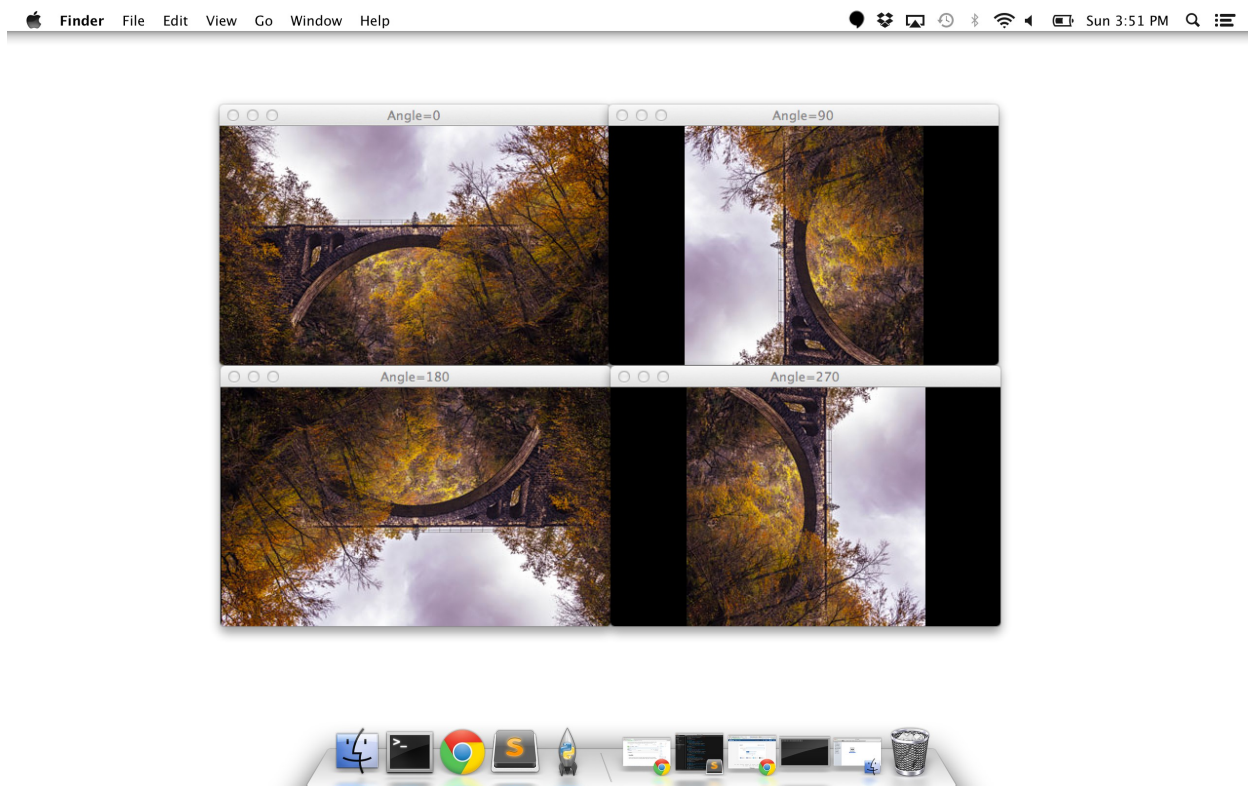 Finder File Edit View Go Window Help Sun 3:51 PM
Angle=0
Angle=90
Angle=180
Angle=270
>_
S